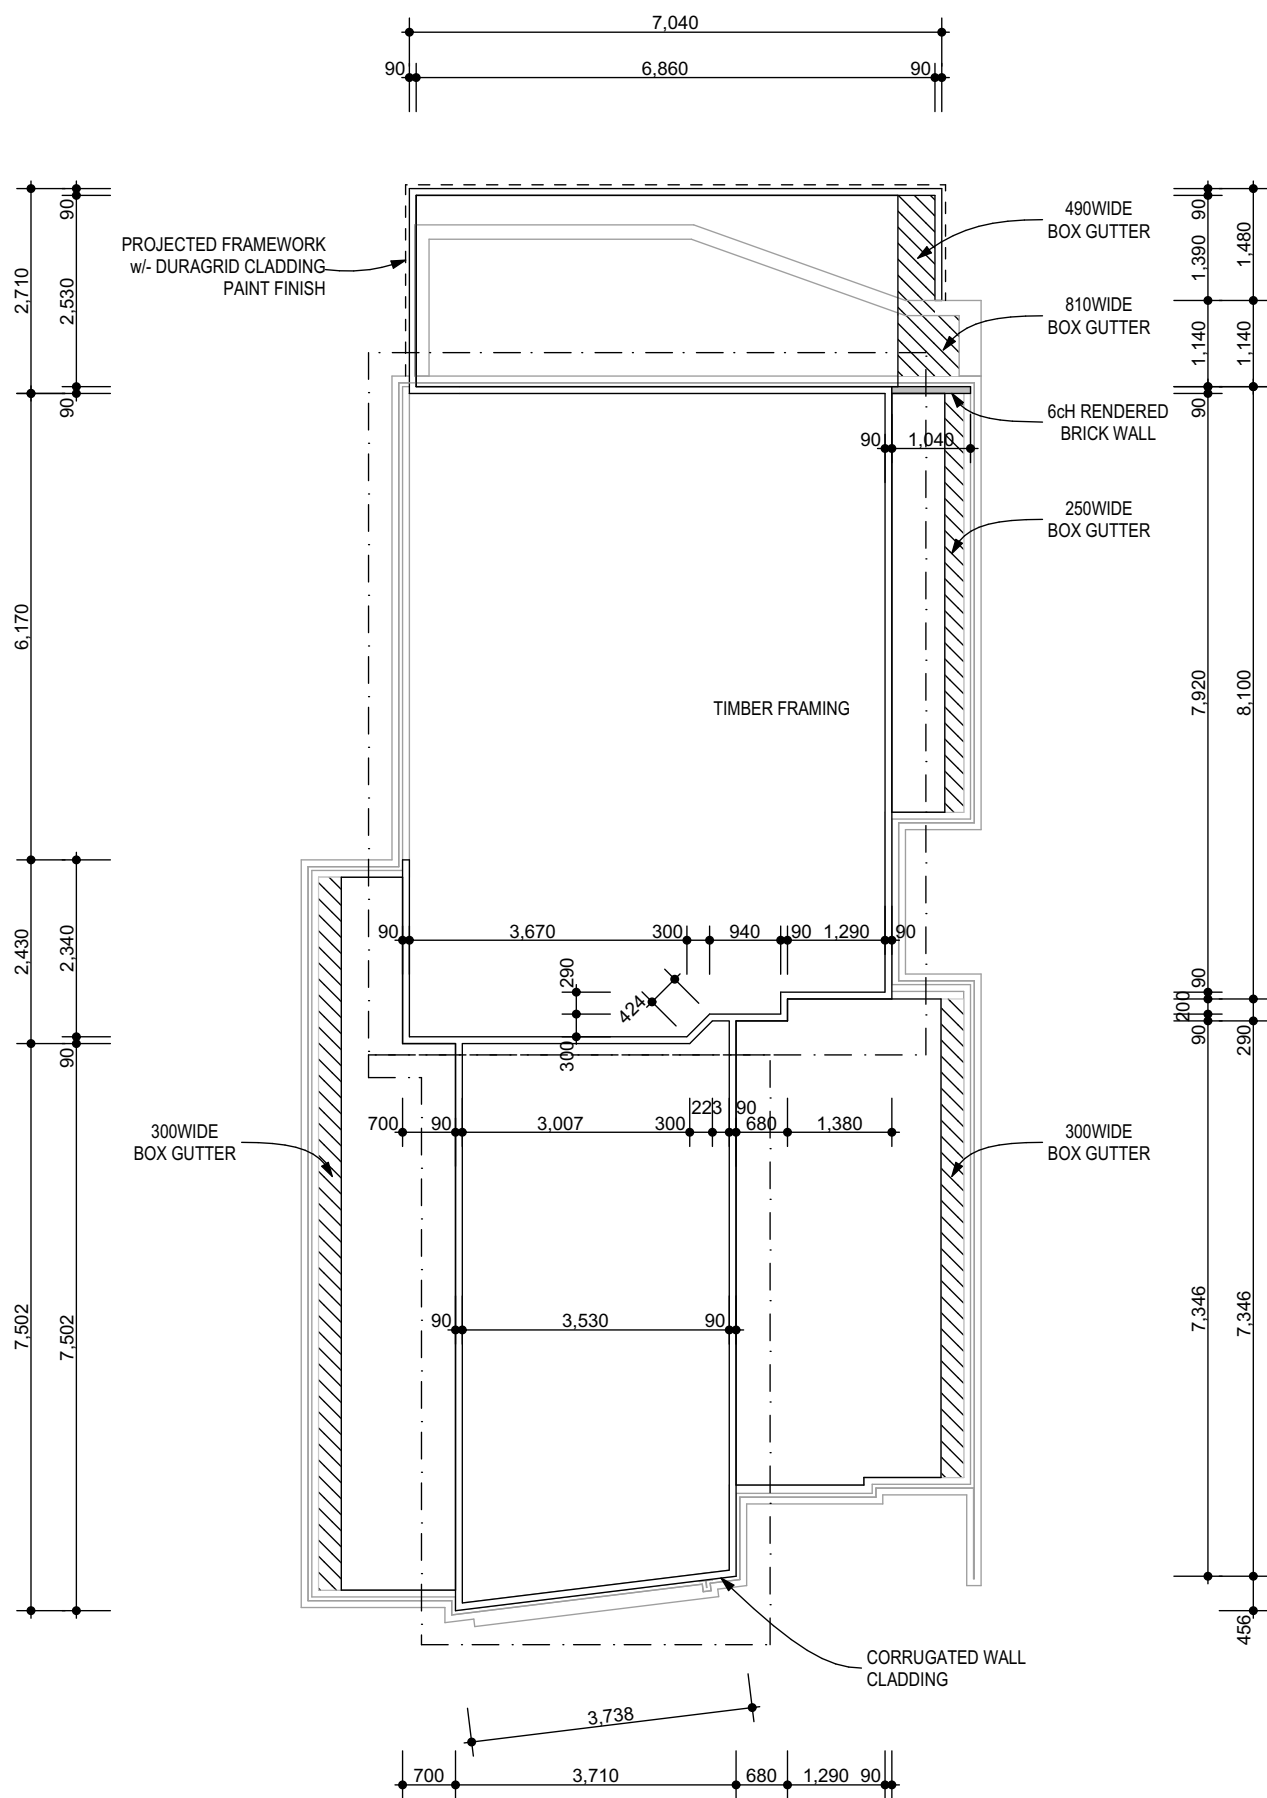 7,040
90 6,860 90
490WIDE
BOX GUTTER
PROJECTED FRAMEWORK
w/- DURAGRID CLADDING
PAINT FINISH
810WIDE
BOX GUTTER
6cH RENDERED
BRICK WALL
90 1,040
250WIDE
BOX GUTTER
TIMBER FRAMING
90 3,670 300 940 90 1,290 90
290
424
300
223 90
700 90 3,007 300 680 1,380
300WIDE
BOX GUTTER
300WIDE
BOX GUTTER
90 3,530 90
CORRUGATED WALL
CLADDING
3,738
700 3,710 680 1,290 90
2,710
6,170
2,430
7,502
90
2,530
90
2,340
90
7,502
90
1,390
1,140
90
7,920
90
200
90
7,346
1,480
1,140
8,100
290
7,346
456